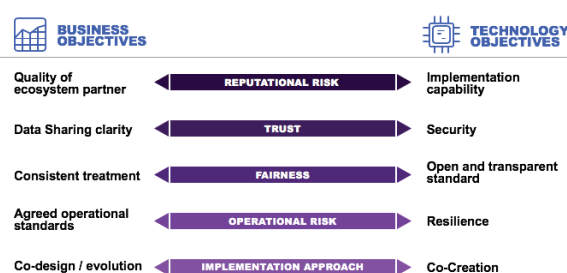 BUSINESS
OBJECTIVES
TECHNOLOGY
OBJECTIVES
Quality of
ecosystem partner
REPUTATIONAL RISK
Implementation
capability
Data Sharing clarity
TRUST
Security
Consistent treatment
FAIRNESS
Open and transparent
standard
Agreed operational
standards
OPERATIONAL RISK
Resilience
Co-design / evolution
IMPLEMENTATION APPROACH
Co-Creation